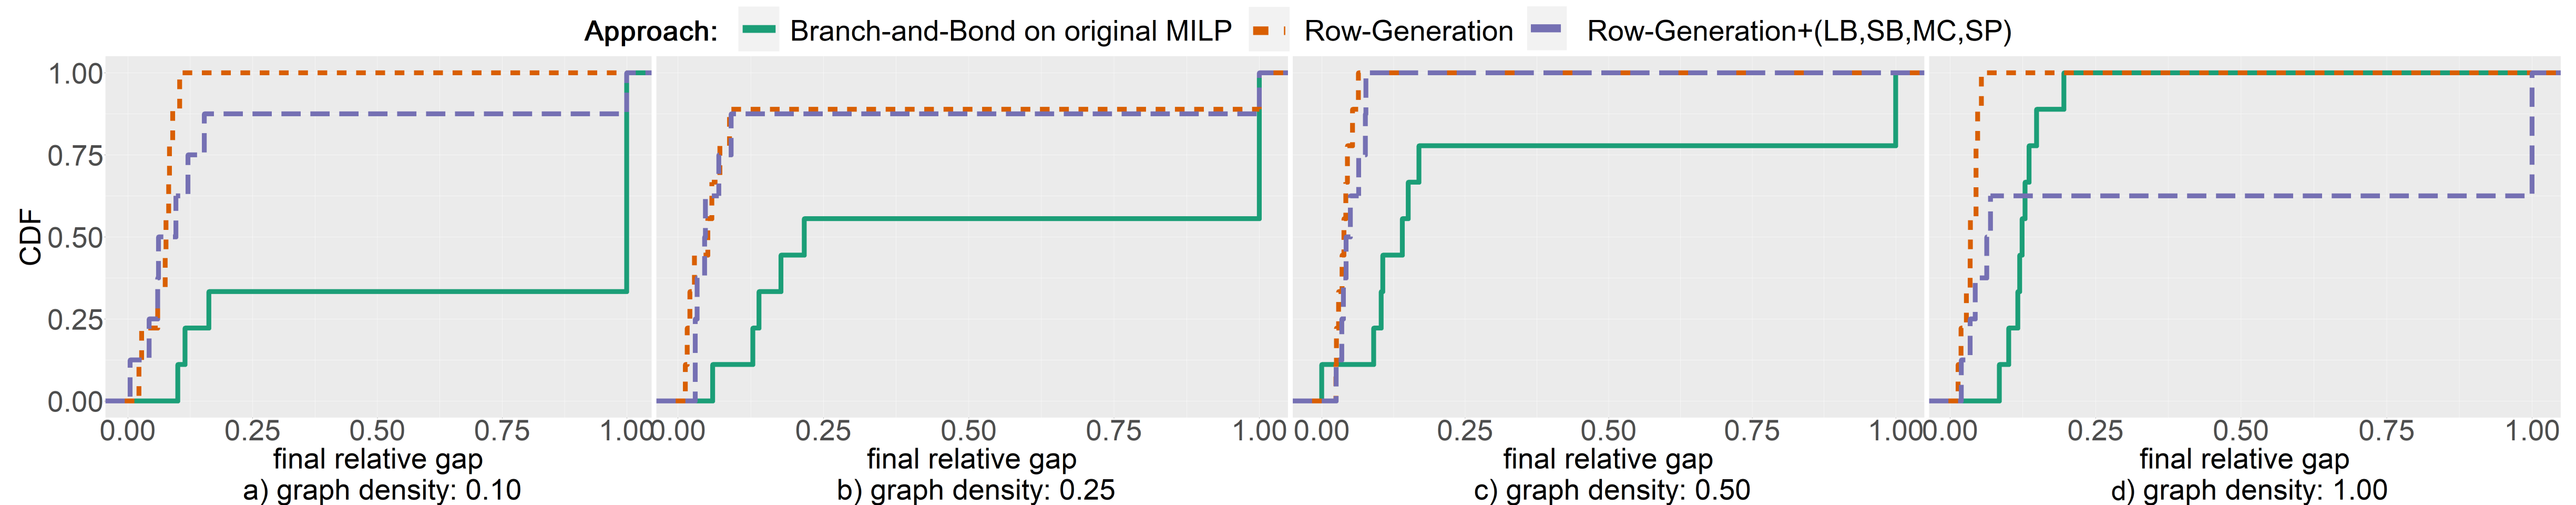 Approach: Branch-and-Bond on original MILP Row-Generation Row-Generation+(LB,SB,MC,SP)
CDF
1.00
0.75
0.50
0.25
0.00
0.00 0.25 0.50 0.75 1.00 0.00 0.25 0.50 0.75 1.00 0.00 0.25 0.50 0.75 1.00 0.00 0.25 0.50 0.75 1.00
final relative gap final relative gap final relative gap final relative gap
a) graph density: 0.10 b) graph density: 0.25 c) graph density: 0.50 d) graph density: 1.00